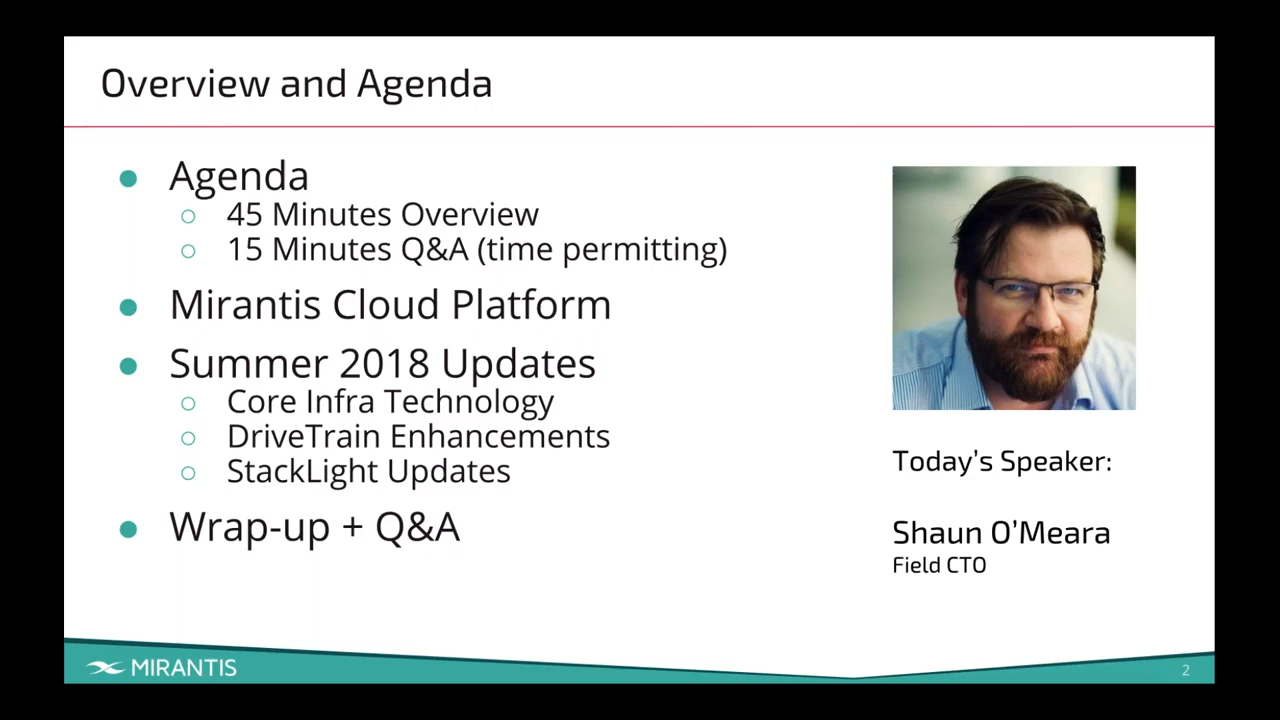 Overview and Agenda
Agenda
45 Minutes Overview
15 Minutes Q&A (time permitting)
Mirantis Cloud Platform
Summer 2018 Updates
Core Infra Technology
DriveTrain Enhancements
StackLight Updates
Wrap-up + Q&A
Today’s Speaker:
Shaun O’Meara
Field CTO
MIRANTIS
2